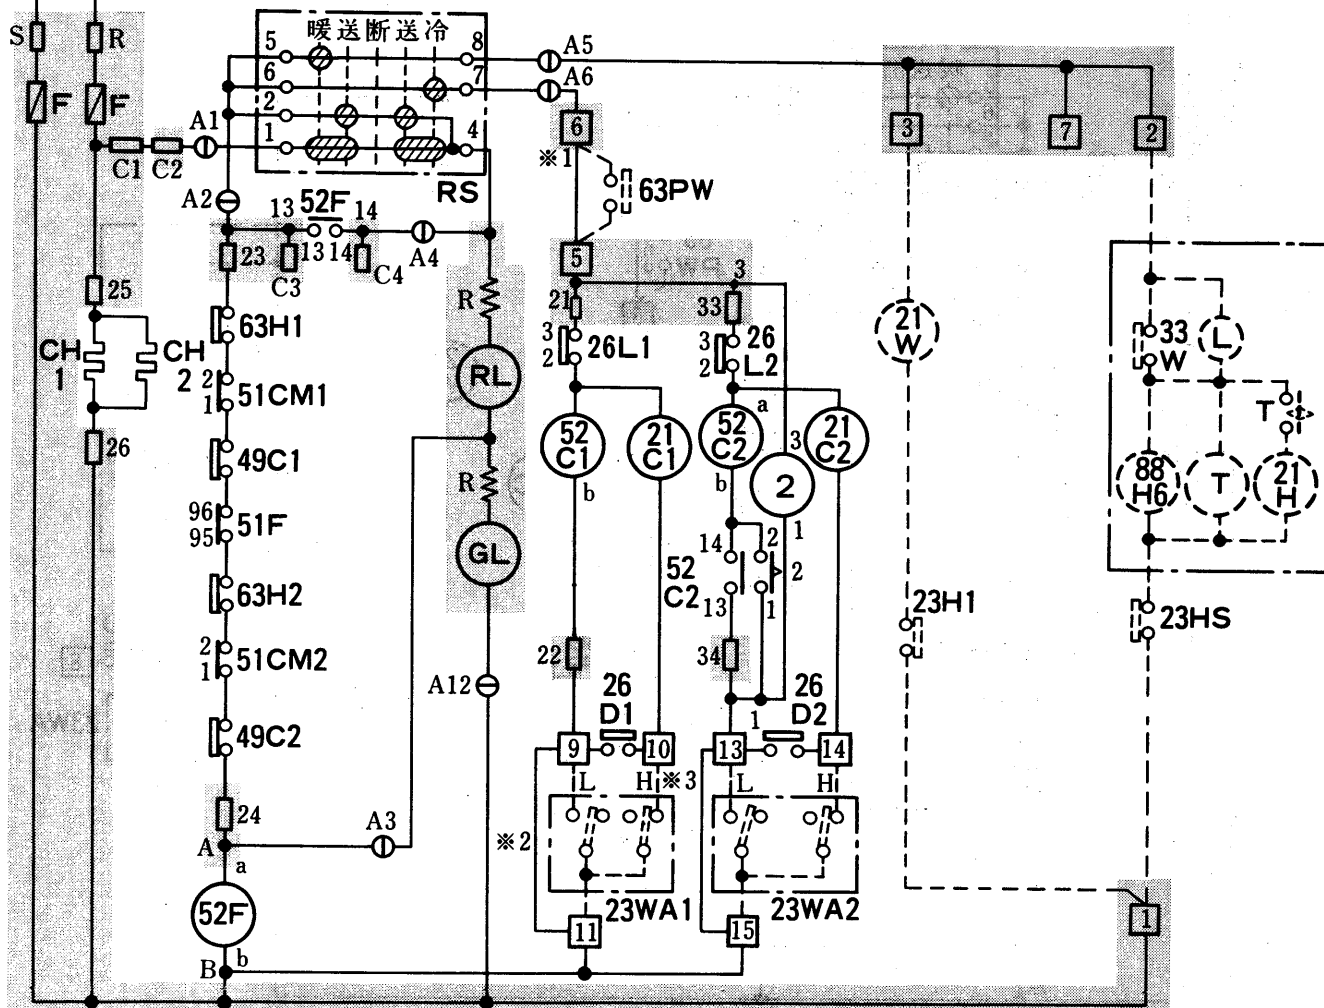 暖送断送冷
S
R
F
F
5
8
A5
6
7
A6
2
1
4
RS
A1
C1
C2
A2
52F
13
14
13
14
23
C3
C4
A4
6
※1
63PW
5
3
7
2
25
CH
1
CH
2
26
63H1
2
1
51CM1
49C1
96
95
51F
63H2
2
1
51CM2
49C2
24
A
a
A3
52F
B
b
R
RL
R
GL
A12
21
3
2
26L1
52
C1
b
21
C1
22
26
D1
9
10
L
H
※3
※2
23WA1
11
3
33
3
2
26
L2
a
52
C2
b
21
C2
3
2
1
14
52
C2
13
2
2
1
34
1
26
D2
13
14
L
H
23WA2
15
21
W
23H1
33
W
L
T
88
H6
T
21
H
23HS
1